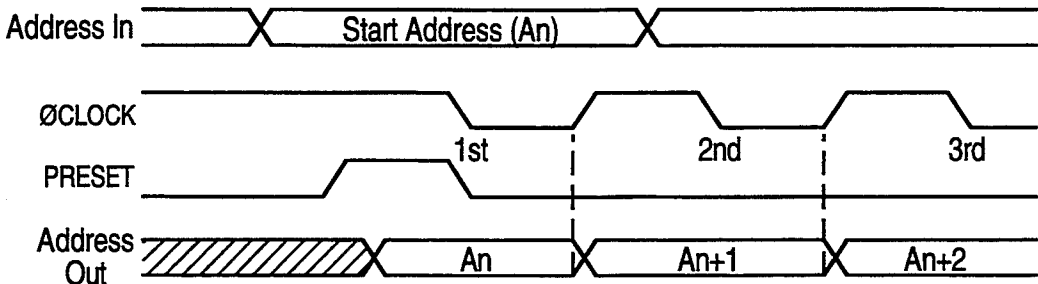 Address In Start Address (An)
ØCLOCK
1st 2nd 3rd
PRESET
Address
Out An An+1 An+2